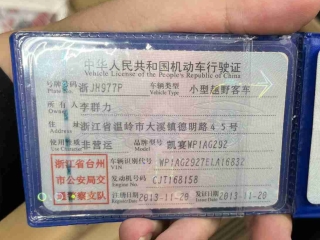 中华人民共和国机动车行驶证
Vehicle License of the People's Republic of China
号牌号码 浙JH977F 车辆类型 小型越野客车
Plate No. Vehicle Type
所有人 李群力
Owner
住址 浙江省温岭市大溪镇德明路45号
Address
使用性质 非营运 品牌型号 凯宴WP1AG292
浙江省台州 车辆识别代号
VIN WP1AG2927ELA16832
市公安局交 发动机号码 CJT168158
Engine No.
警察支队 注册日期 2013-11-29 发证日期 2013-11-29
Register Date Issue Date